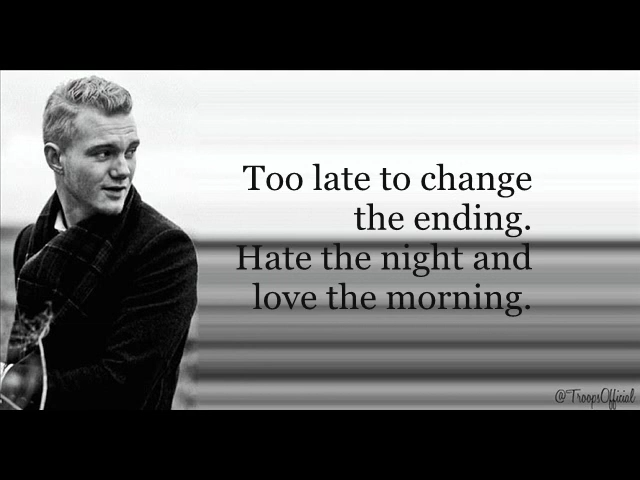 Too late to change
the ending.
Hate the night and
love the morning.
@TroopsOfficial